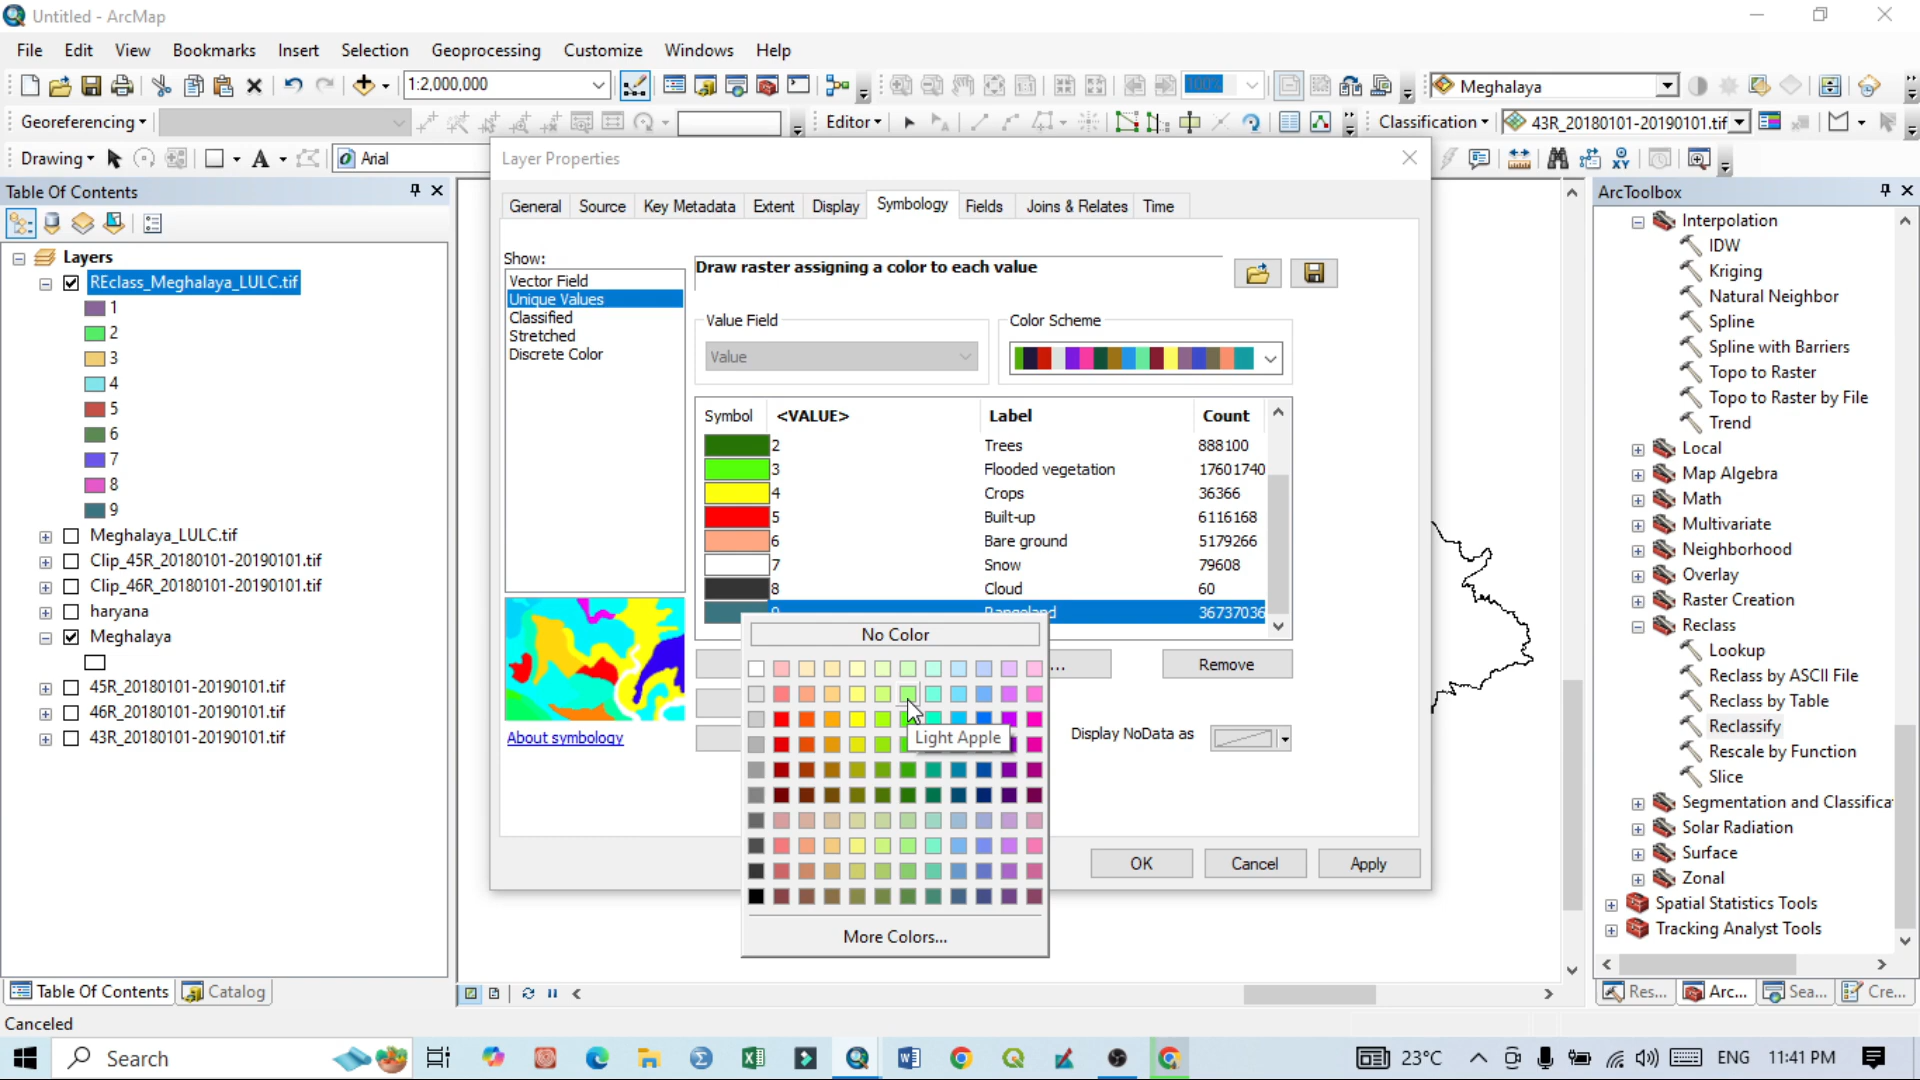 Untitled - ArcMap
File Edit View Bookmarks Insert Selection Geoprocessing Customize Windows Help
1:2,000,000
100%
Meghalaya
Georeferencing
Editor
Classification
43R_20180101-20190101.tif
Drawing
A
Arial
XY
Table Of Contents
Layers
REclass_Meghalaya_LULC.tif
1
2
3
4
5
6
7
8
9
Meghalaya_LULC.tif
Clip_45R_20180101-20190101.tif
Clip_46R_20180101-20190101.tif
haryana
Meghalaya
45R_20180101-20190101.tif
46R_20180101-20190101.tif
43R_20180101-20190101.tif
Table Of Contents Catalog
Canceled
Layer Properties
General Source Key Metadata Extent Display Symbology Fields Joins & Relates Time
Show:
Vector Field
Unique Values
Classified
Stretched
Discrete Color
About symbology
Draw raster assigning a color to each value
Value Field
Value
Color Scheme
Symbol <VALUE> Label Count
2 Trees 888100
3 Flooded vegetation 17601740
4 Crops 36366
5 Built-up 6116168
6 Bare ground 5179266
7 Snow 79608
8 Cloud 60
9 Rangeland 36737036
No Color
... Remove
Light Apple
Display NoData as
More Colors...
OK Cancel Apply
ArcToolbox
Interpolation
IDW
Kriging
Natural Neighbor
Spline
Spline with Barriers
Topo to Raster
Topo to Raster by File
Trend
Local
Map Algebra
Math
Multivariate
Neighborhood
Overlay
Raster Creation
Reclass
Lookup
Reclass by ASCII File
Reclass by Table
Reclassify
Rescale by Function
Slice
Segmentation and Classifica
Solar Radiation
Surface
Zonal
Spatial Statistics Tools
Tracking Analyst Tools
Res... Arc... Sea... Cre...
Search
23°C ENG 11:41 PM